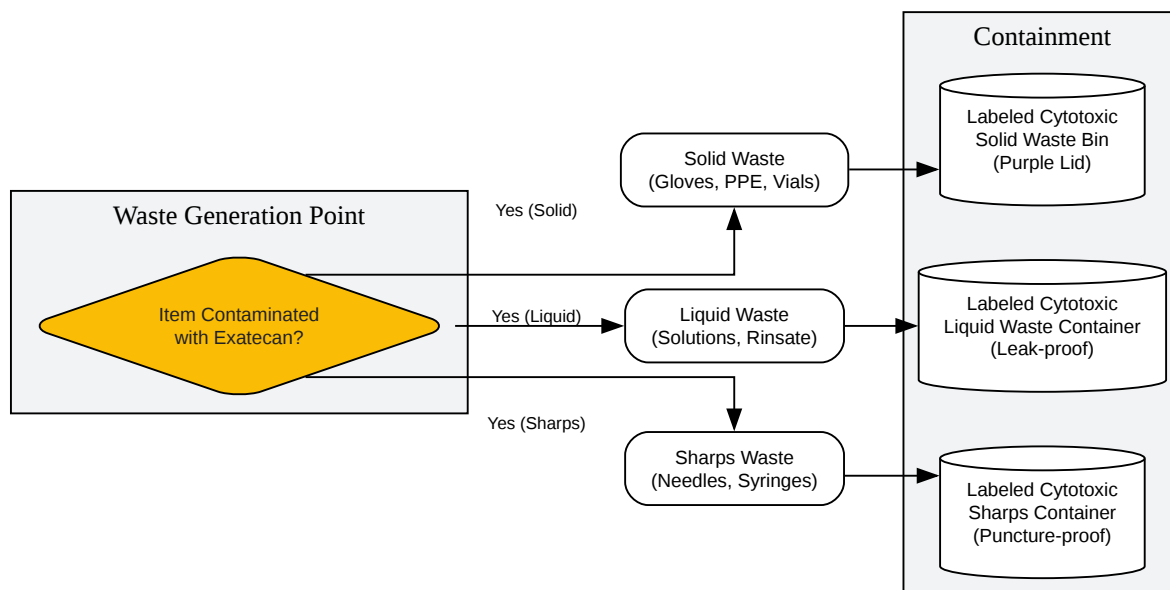 Waste Generation Point
Item Contaminated
with Exatecan?
Yes (Solid)
Yes (Liquid)
Yes (Sharps)
Solid Waste
(Gloves, PPE, Vials)
Liquid Waste
(Solutions, Rinsate)
Sharps Waste
(Needles, Syringes)
Containment
Labeled Cytotoxic
Solid Waste Bin
(Purple Lid)
Labeled Cytotoxic
Liquid Waste Container
(Leak-proof)
Labeled Cytotoxic
Sharps Container
(Puncture-proof)